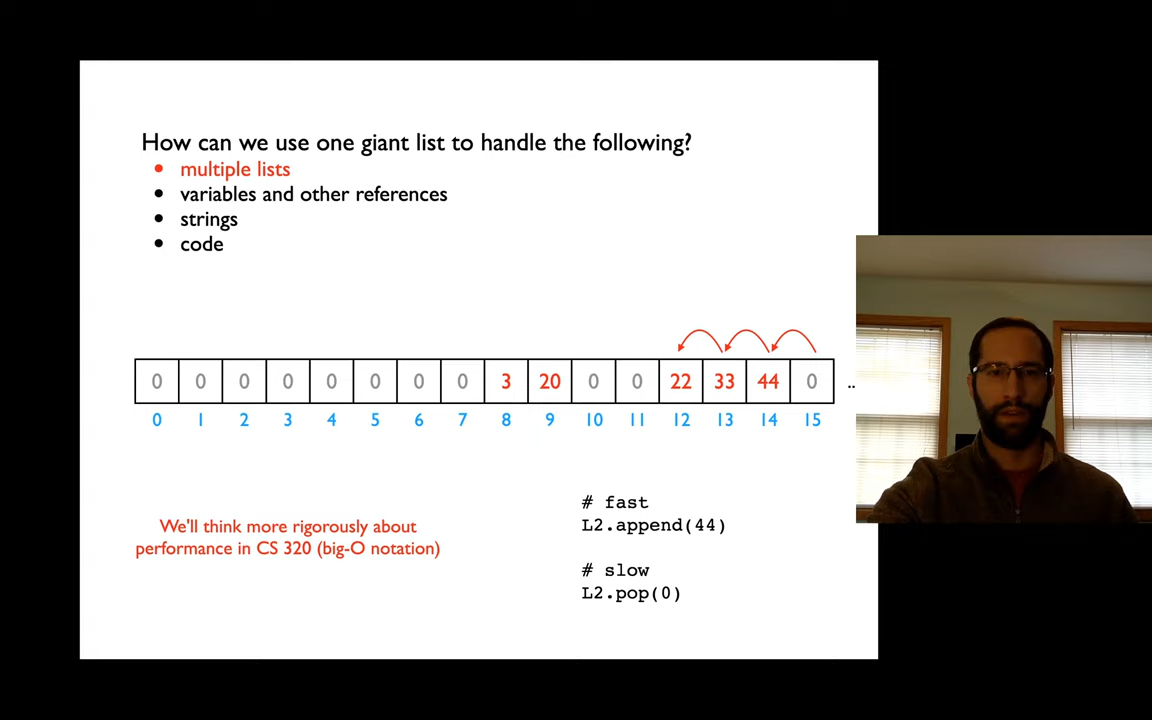 How can we use one giant list to handle the following?
• multiple lists
• variables and other references
• strings
• code
0 0 0 0 0 0 0 0 3 20 0 0 22 33 44 0 ..
0 1 2 3 4 5 6 7 8 9 10 11 12 13 14 15
# fast
L2.append(44)
We'll think more rigorously about
performance in CS 320 (big-O notation)
# slow
L2.pop(0)